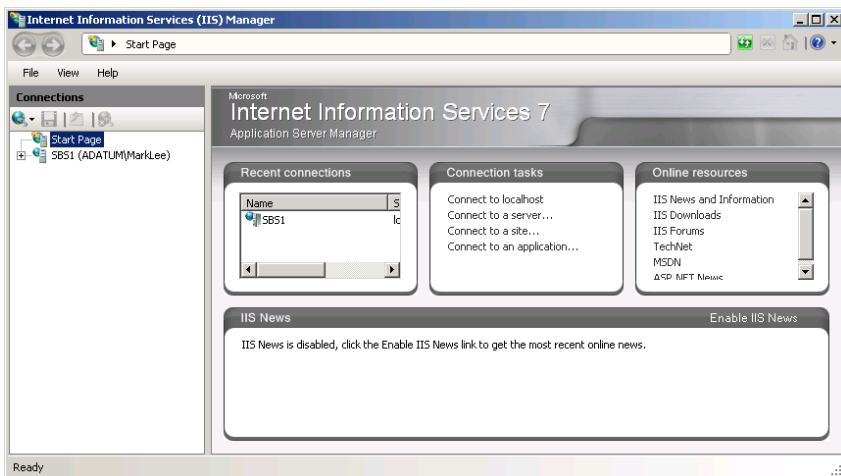 Internet Information Services (IIS) Manager
Start Page
File View Help
Connections
Start Page
SBS1 (ADATUM\MarkLee)
Microsoft
Internet Information Services 7
Application Server Manager
Recent connections
Name S
SBS1 lo
Connection tasks
Connect to localhost
Connect to a server...
Connect to a site...
Connect to an application...
Online resources
IIS News and Information
IIS Downloads
IIS Forums
TechNet
MSDN
ASP.NET News
IIS News Enable IIS News
IIS News is disabled, click the Enable IIS News link to get the most recent online news.
Ready